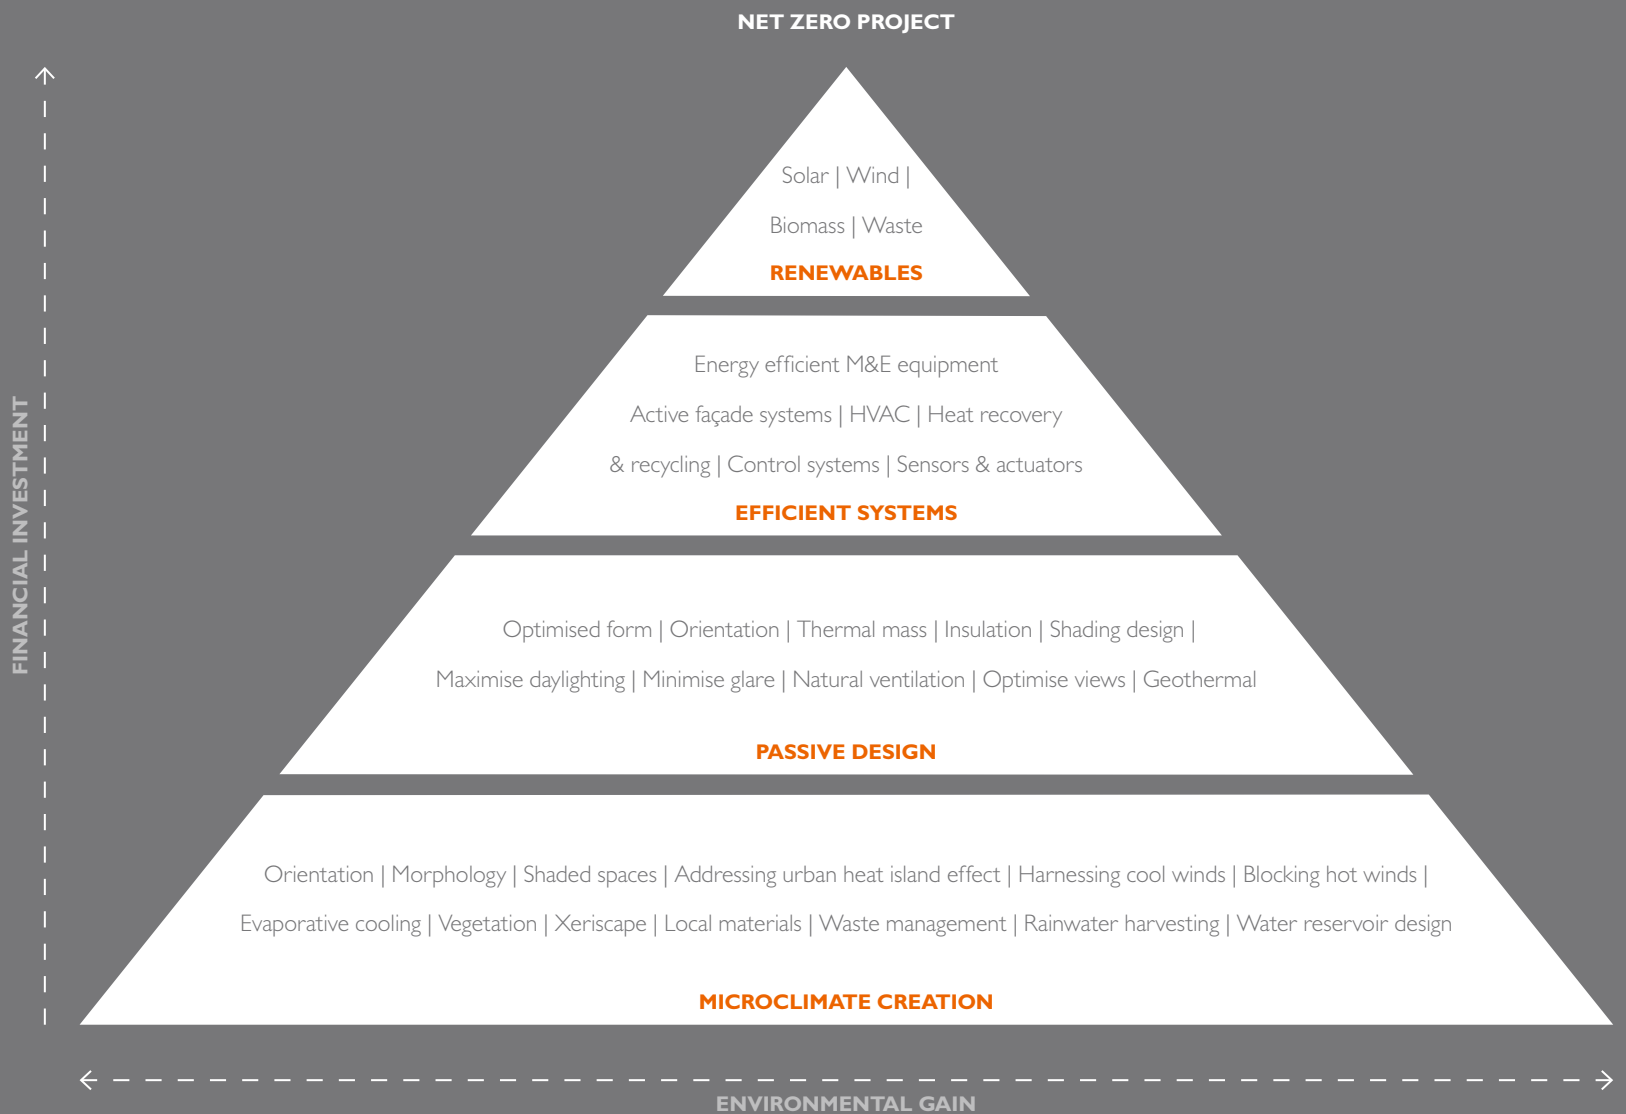 NET ZERO PROJECT
Solar | Wind |
Biomass | Waste
RENEWABLES
Energy efficient M&E equipment
Active façade systems | HVAC | Heat recovery
& recycling | Control systems | Sensors & actuators
EFFICIENT SYSTEMS
FINANCIAL INVESTMENT
Optimised form | Orientation | Thermal mass | Insulation | Shading design |
Maximise daylighting | Minimise glare | Natural ventilation | Optimise views | Geothermal
PASSIVE DESIGN
Orientation | Morphology | Shaded spaces | Addressing urban heat island effect | Harnessing cool winds | Blocking hot winds |
Evaporative cooling | Vegetation | Xeriscape | Local materials | Waste management | Rainwater harvesting | Water reservoir design
MICROCLIMATE CREATION
ENVIRONMENTAL GAIN